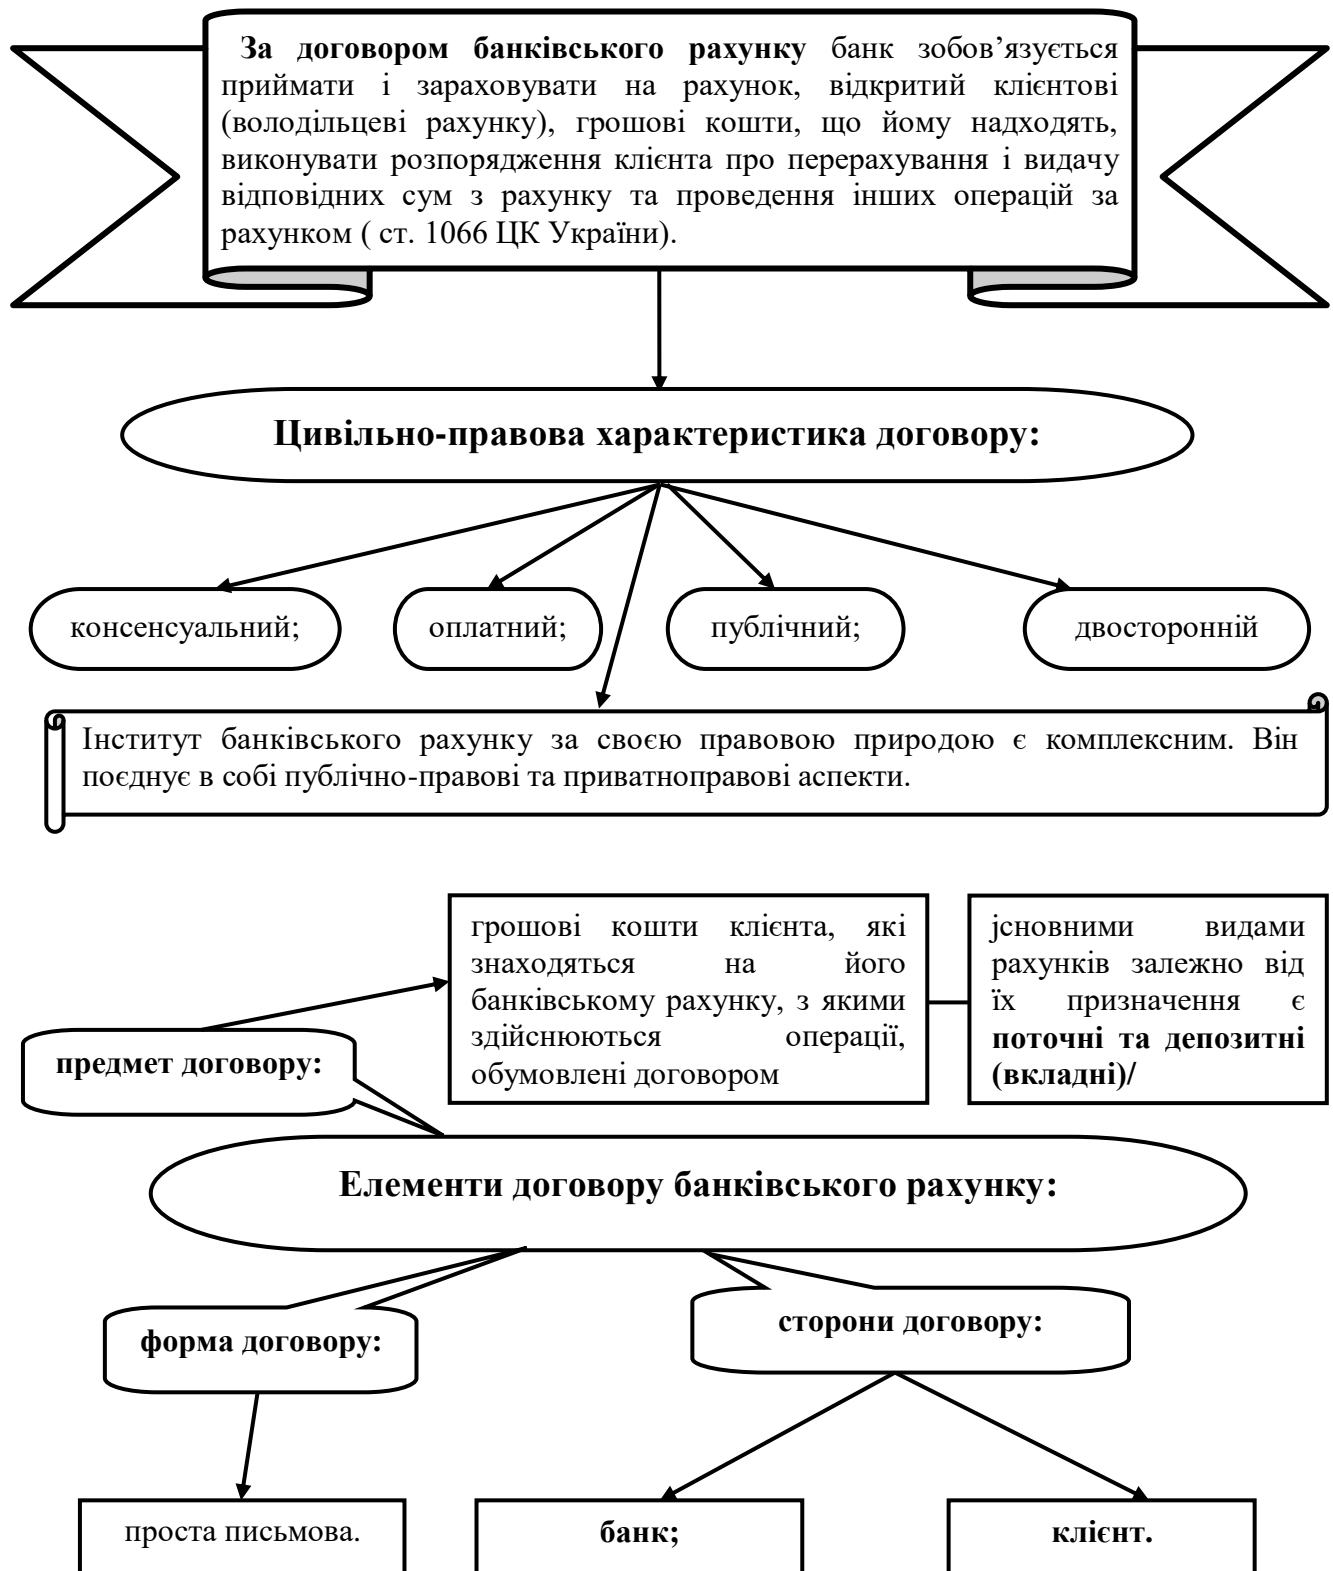 За договором банківського рахунку банк зобов’язується
приймати і зараховувати на рахунок, відкритий клієнтові
(володільцеві рахунку), грошові кошти, що йому надходять,
виконувати розпорядження клієнта про перерахування і видачу
відповідних сум з рахунку та проведення інших операцій за
рахунком ( ст. 1066 ЦК України).
Цивільно-правова характеристика договору:
консенсуальний;
оплатний;
публічний;
двосторонній
Інститут банківського рахунку за своєю правовою природою є комплексним. Він
поєднує в собі публічно-правові та приватноправові аспекти.
грошові кошти клієнта, які
знаходяться на його
банківському рахунку, з якими
здійснюються операції,
обумовлені договором
јсновними видами
рахунків залежно від
їх призначення є
поточні та депозитні
(вкладні)/
предмет договору:
Елементи договору банківського рахунку:
форма договору:
сторони договору:
проста письмова.
банк;
клієнт.